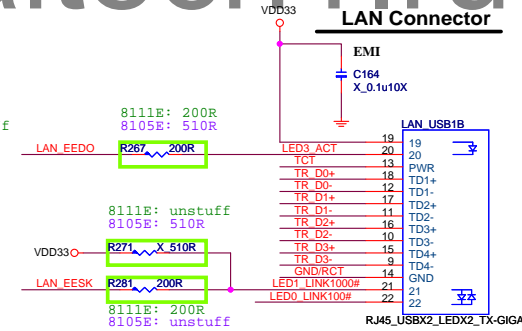 VDD33
LAN Connector
EMI
C164
X_0.1u10X
8111E: 200R
8105E: 510R
LAN_USB1B
LAN_EEDO
R267
200R
LED3_ACT
19
19
20
20
TCT
13
PWR
TR_D0+
18
TD1+
TR_D0-
12
TD1-
TR_D1+
17
TD2+
TR_D1-
11
TD2-
TR_D2+
16
TD3+
TR_D2-
10
TD3-
TR_D3+
15
TD4+
TR_D3-
9
TD4-
GND/RCT
14
GND
8111E: unstuff
8105E: 510R
VDD33
R271
X_510R
LAN_EESK
R281
200R
LED1_LINK1000#
21
21
LED0_LINK100#
22
22
8111E: 200R
8105E: unstuff
RJ45_USBX2_LEDX2_TX-GIGA